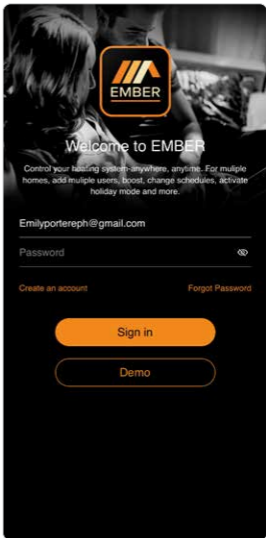 EMBER
Welcome to EMBER
Control your heating system-anywhere, anytime. For muliple
homes, add muliple users, boost, change schedules, activate
holiday mode and more.
Emilyportereph@gmail.com
Password
Create an account Forgot Password
Sign in
Demo